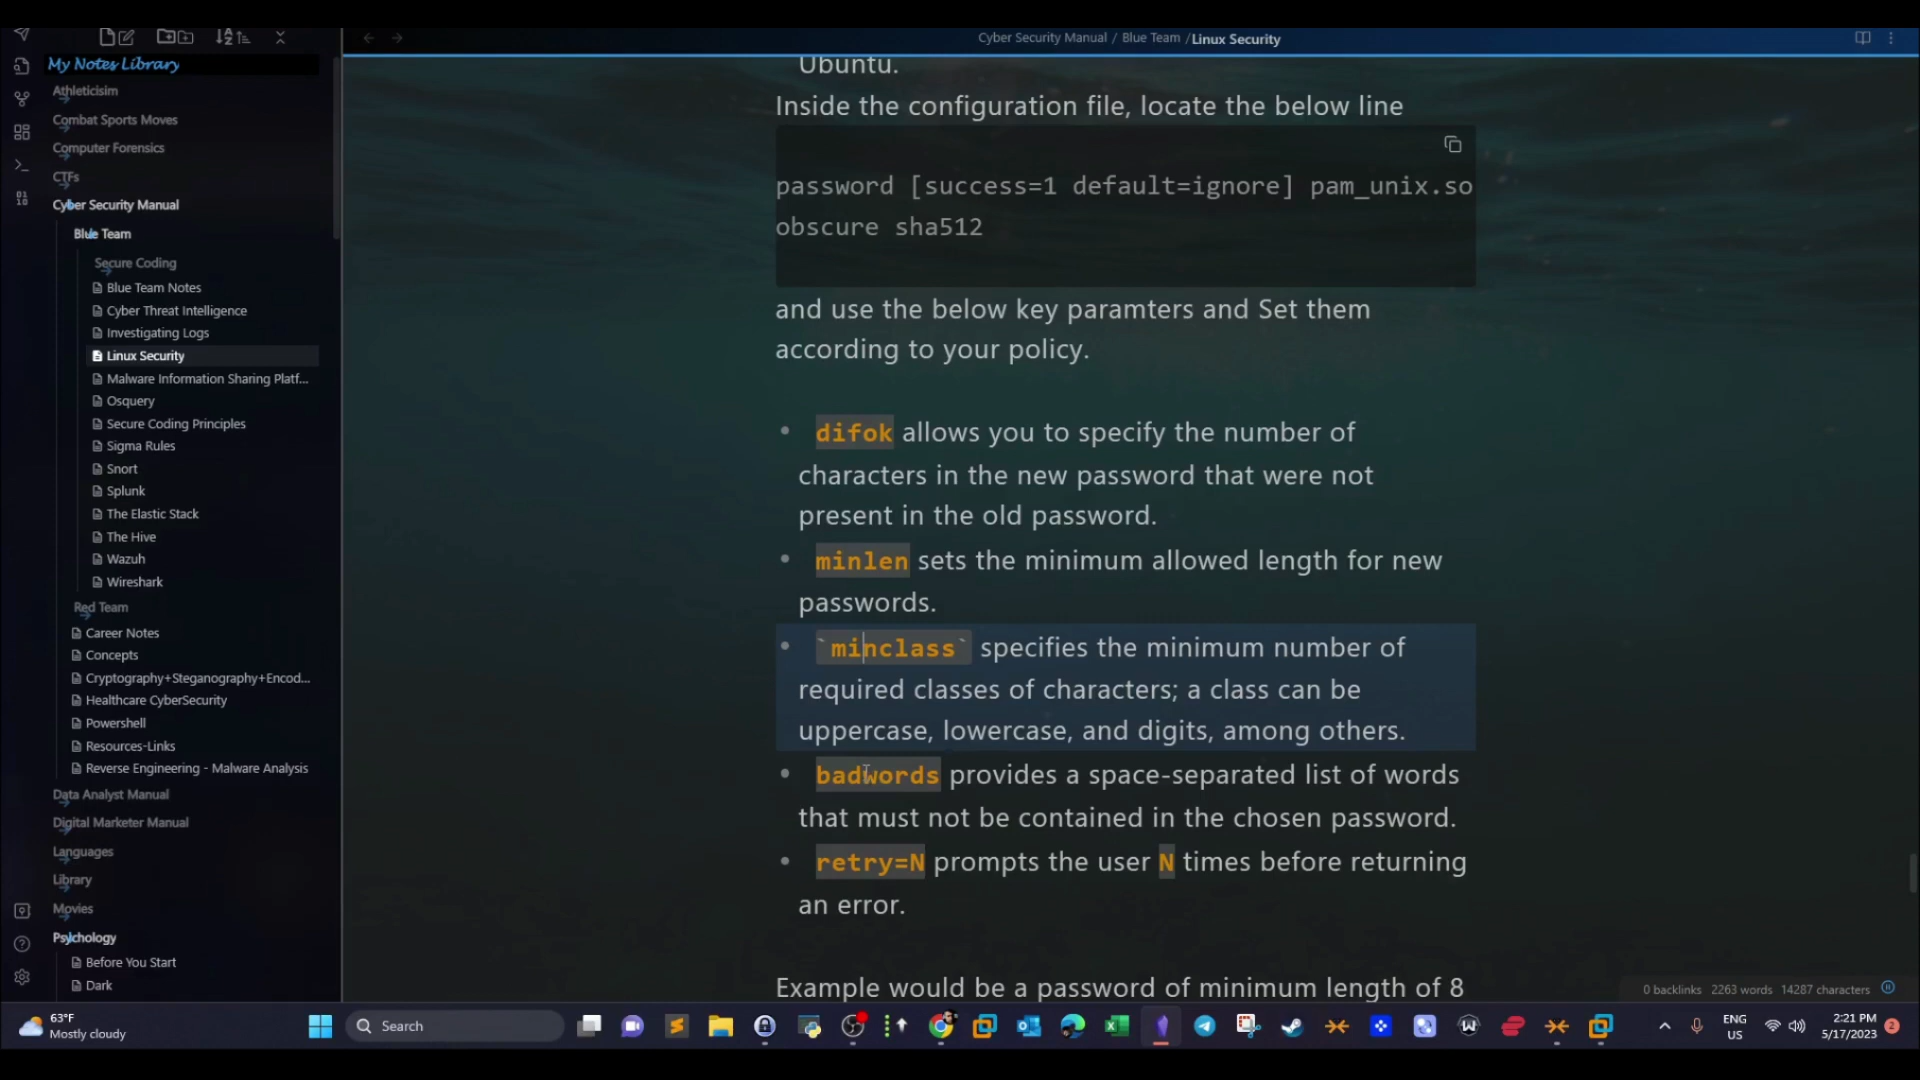 Cyber Security Manual / Blue Team / Linux Security
My Notes Library
Athleticisim
Combat Sports Moves
Computer Forensics
CTFs
Cyber Security Manual
Blue Team
Secure Coding
Blue Team Notes
Cyber Threat Intelligence
Investigating Logs
Linux Security
Malware Information Sharing Platf...
Osquery
Secure Coding Principles
Sigma Rules
Snort
Splunk
The Elastic Stack
The Hive
Wazuh
Wireshark
Red Team
Career Notes
Concepts
Cryptography+Steganography+Encod...
Healthcare CyberSecurity
Powershell
Resources-Links
Reverse Engineering - Malware Analysis
Data Analyst Manual
Digital Marketer Manual
Languages
Library
Movies
Psychology
Before You Start
Dark
Ubuntu.
Inside the configuration file, locate the below line
password [success=1 default=ignore] pam_unix.so
obscure sha512
and use the below key paramters and Set them
according to your policy.
• difok allows you to specify the number of
characters in the new password that were not
present in the old password.
• minlen sets the minimum allowed length for new
passwords.
• `minclass` specifies the minimum number of
required classes of characters; a class can be
uppercase, lowercase, and digits, among others.
• badwords provides a space-separated list of words
that must not be contained in the chosen password.
• retry=N prompts the user N times before returning
an error.
Example would be a password of minimum length of 8
0 backlinks 2263 words 14287 characters
63°F
Mostly cloudy
Search
ENG
US
2:21 PM
5/17/2023
2